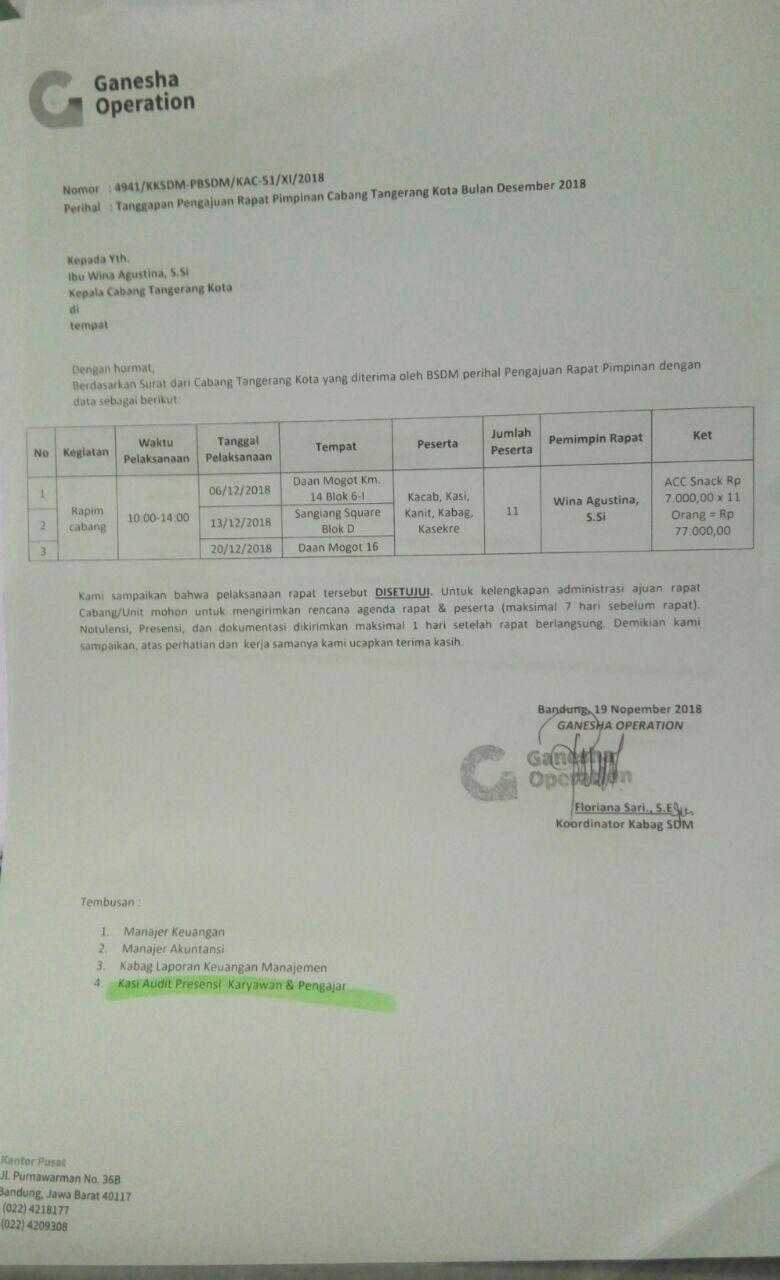 Ganesha
Operation
Nomor : 4941/KKSDM-PBSDM/KAC-51/XI/2018
Perihal : Tanggapan Pengajuan Rapat Pimpinan Cabang Tangerang Kota Bulan Desember 2018
Kepada Yth.
Ibu Wina Agustina, S.Si
Kepala Cabang Tangerang Kota
di
tempat
Dengan hormat,
Berdasarkan Surat dari Cabang Tangerang Kota yang diterima oleh BSDM perihal Pengajuan Rapat Pimpinan dengan
data sebagai berikut:
No Kegiatan Waktu Pelaksanaan Tanggal Pelaksanaan Tempat Peserta Jumlah Peserta Pemimpin Rapat Ket
1 Rapim cabang 10:00-14:00 06/12/2018 Daan Mogot Km. 14 Blok 6-I Kacab, Kasi, Kanit, Kabag, Kasekre 11 Wina Agustina, S.Si ACC Snack Rp 7.000,00 x 11 Orang = Rp 77.000,00
2 13/12/2018 Sangiang Square Blok D
3 20/12/2018 Daan Mogot 16
Kami sampaikan bahwa pelaksanaan rapat tersebut DISETUJUI. Untuk kelengkapan administrasi ajuan rapat
Cabang/Unit mohon untuk mengirimkan rencana agenda rapat & peserta (maksimal 7 hari sebelum rapat).
Notulensi, Presensi, dan dokumentasi dikirimkan maksimal 1 hari setelah rapat berlangsung. Demikian kami
sampaikan, atas perhatian dan kerja samanya kami ucapkan terima kasih.
Bandung, 19 Nopember 2018
GANESHA OPERATION
Ganesha
Operation
Floriana Sari., S.E
Koordinator Kabag SDM
Tembusan :
1. Manajer Keuangan
2. Manajer Akuntansi
3. Kabag Laporan Keuangan Manajemen
4. Kasi Audit Presensi Karyawan & Pengajar
Kantor Pusat
Jl. Purnawarman No. 36B
Bandung, Jawa Barat 40117
(022) 4218177
(022) 4209308